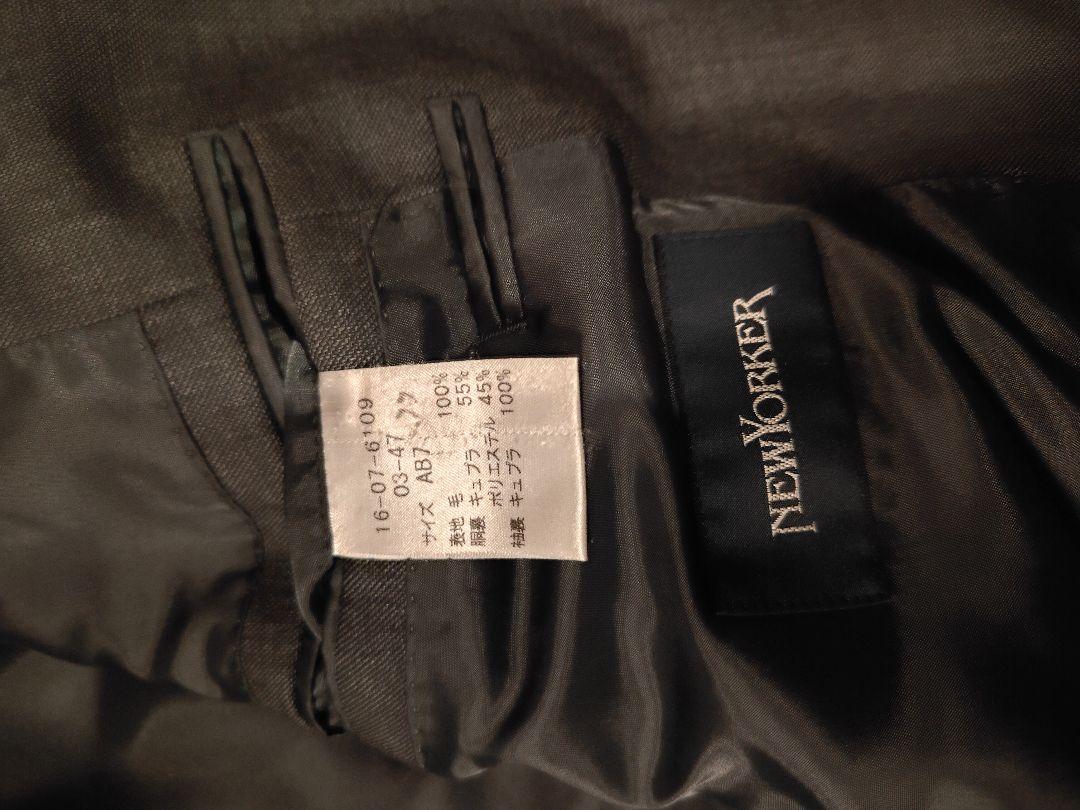 16-07-6109
03-47
サイズ AB7
表地 毛 100%
胴裏 キュプラ 55%
ポリエステル 45%
袖裏 キュプラ 100%
NEWYORKER